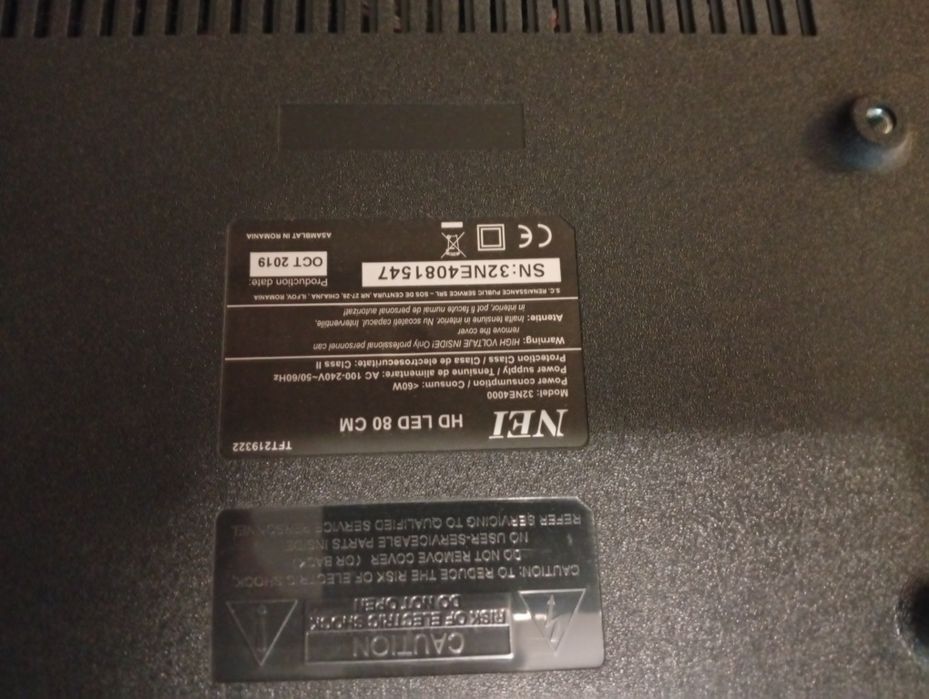 CAUTION
RISK OF ELECTRIC SHOCK
DO NOT OPEN
CAUTION: TO REDUCE THE RISK OF ELECTRIC SHOCK,
DO NOT REMOVE COVER (OR BACK)
NO USER-SERVICEABLE PARTS INSIDE
REFER SERVICING TO QUALIFIED SERVICE PERSONNEL
TFT219322
NEI HD LED 80 CM
Model: 32NE4000
Power consumption / Consum: <60W
Power supply / Tensiune de alimentare: AC 100-240V~50/60Hz
Protection Class / Clasa de electrosecuritate: Class II
Warning: HIGH VOLTAJE INSIDE! Only professional personnel can
remove the cover
Atentie: Inalta tensiune in interior. Nu scoateti capacul. Interventiile,
in interior, pot fi facute numai de personal autorizat!
S.C. RENAISSANCE PUBLIC SERVICE SRL - SOS DE CENTURA NR 27-28, CHIAJNA, ILFOV, ROMANIA
SN:32NE4081547
Production date:
OCT 2019
CE
ASAMBLAT IN ROMANIA